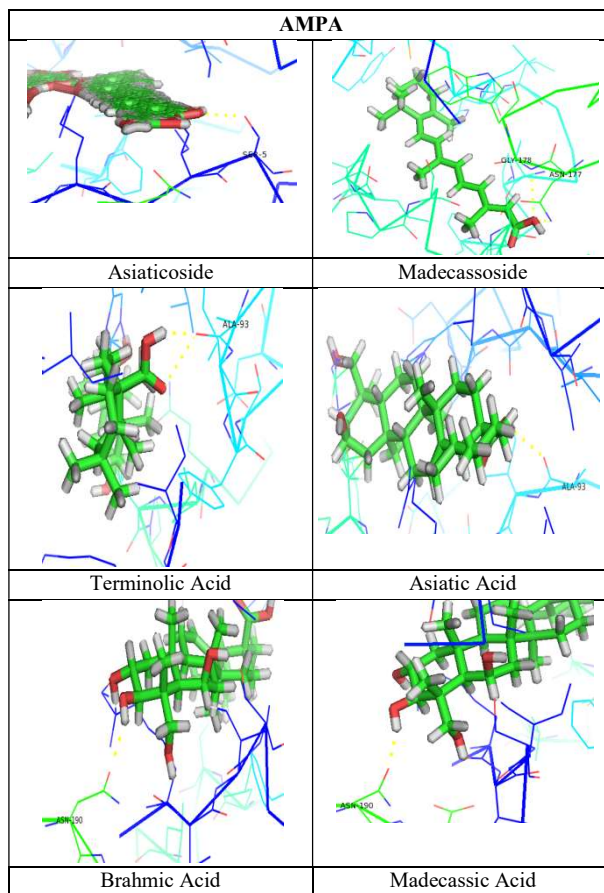 AMPA
SER-5
GLY-178
ASN-177
Asiaticoside
Madecassoside
ALA-93
ALA-93
Terminolic Acid
Asiatic Acid
ASN-190
ASN-190
Brahmic Acid
Madecassic Acid